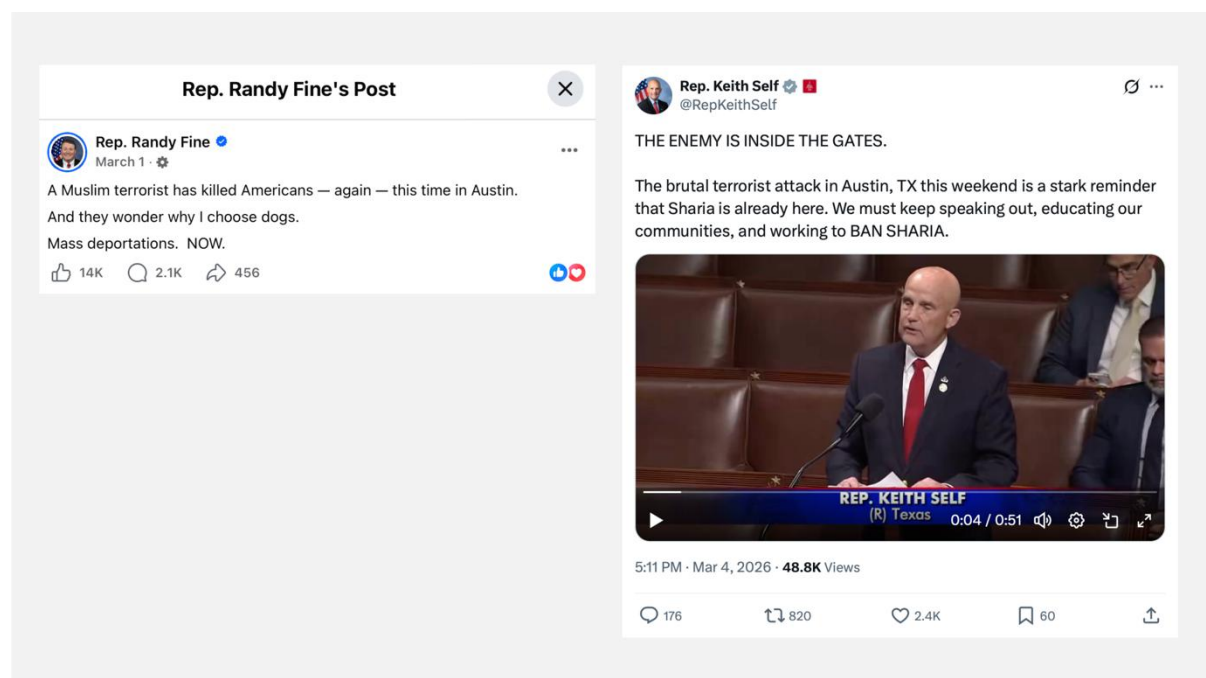 Rep. Randy Fine's Post
Rep. Randy Fine
March 1 ·
A Muslim terrorist has killed Americans — again — this time in Austin.
And they wonder why I choose dogs.
Mass deportations.  NOW.
14K 2.1K 456
Rep. Keith Self
@RepKeithSelf
THE ENEMY IS INSIDE THE GATES.
The brutal terrorist attack in Austin, TX this weekend is a stark reminder
that Sharia is already here. We must keep speaking out, educating our
communities, and working to BAN SHARIA.
REP. KEITH SELF
(R) Texas
0:04 / 0:51
5:11 PM · Mar 4, 2026 · 48.8K Views
176 820 2.4K 60